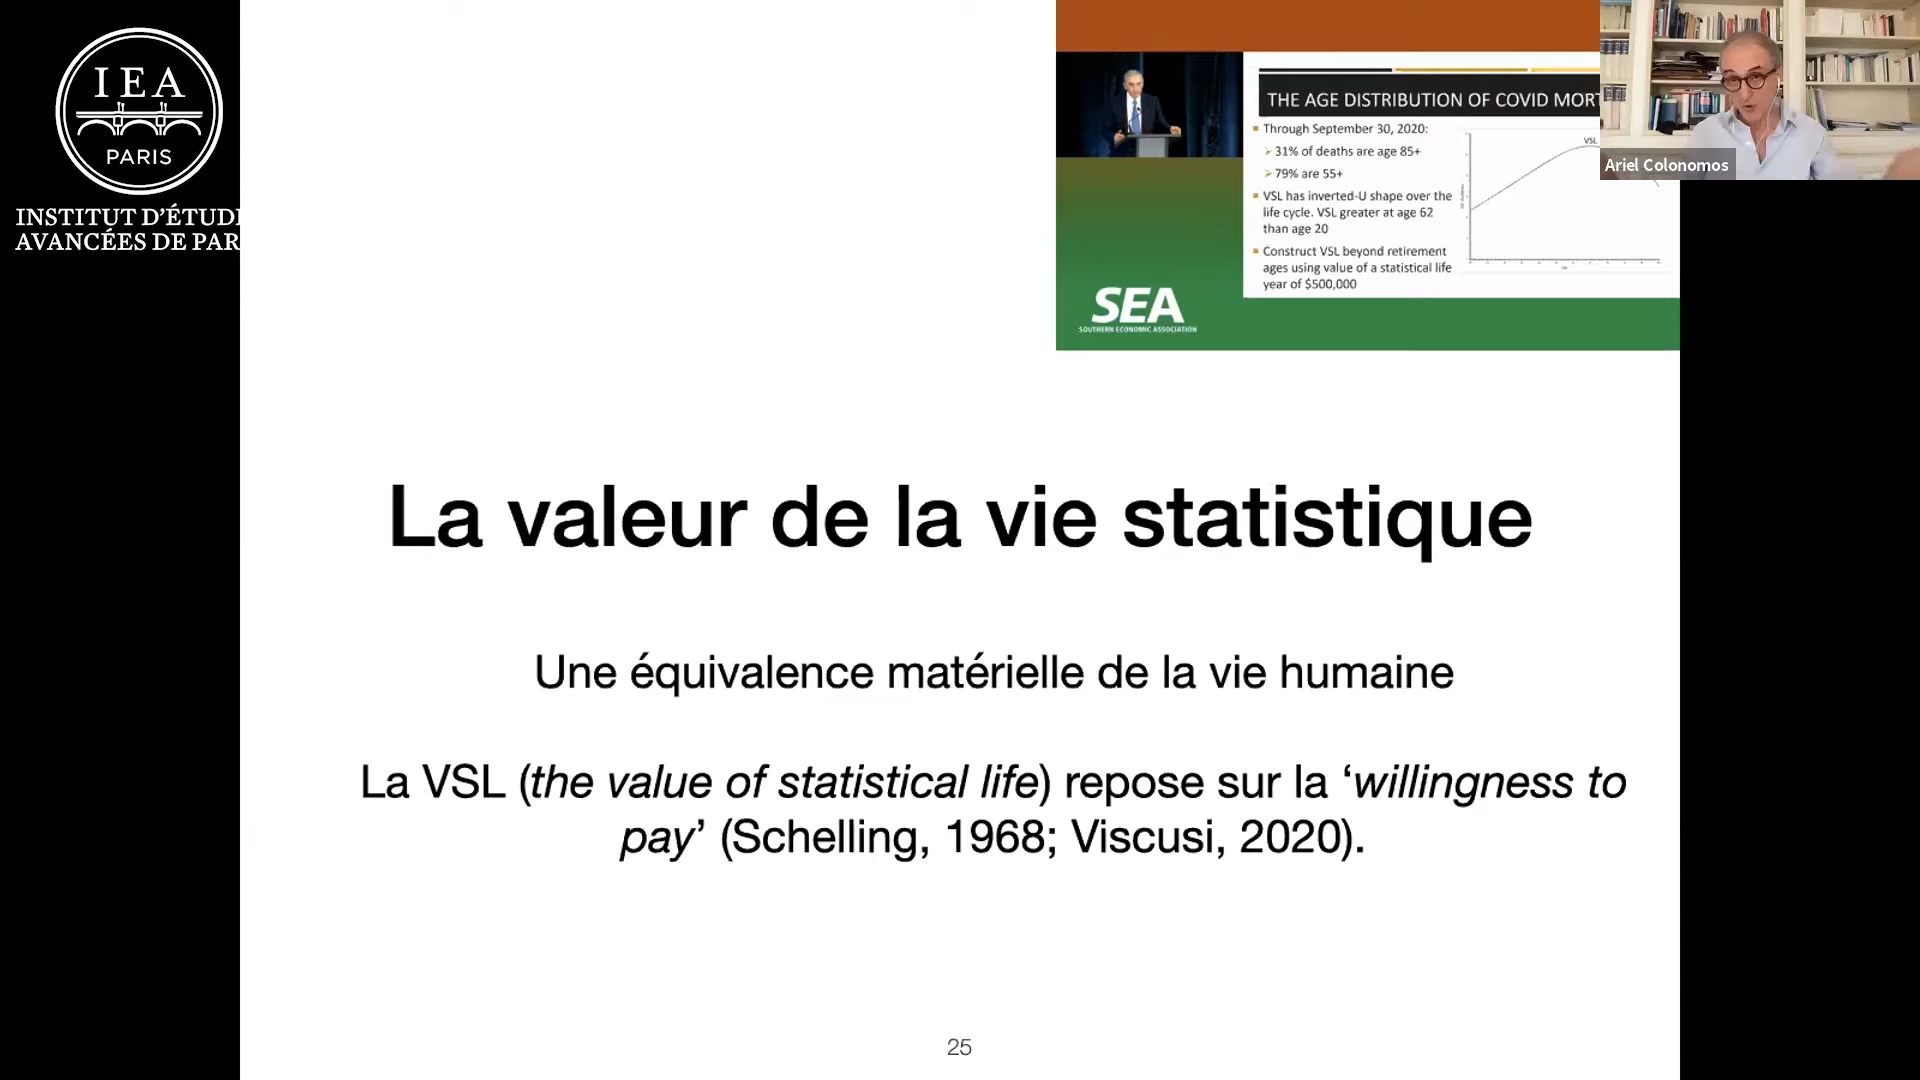 IEA
PARIS
INSTITUT D'ÉTUDE
AVANCÉES DE PAR
THE AGE DISTRIBUTION OF COVID MORT
Through September 30, 2020:
31% of deaths are age 85+
79% are 55+
VSL has inverted-U shape over the
life cycle. VSL greater at age 62
than age 20
Construct VSL beyond retirement
ages using value of a statistical life
year of $500,000
VSL
SEA
SOUTHERN ECONOMIC ASSOCIATION
Ariel Colonomos
La valeur de la vie statistique
Une équivalence matérielle de la vie humaine
La VSL (the value of statistical life) repose sur la ‘willingness to
pay’ (Schelling, 1968; Viscusi, 2020).
25